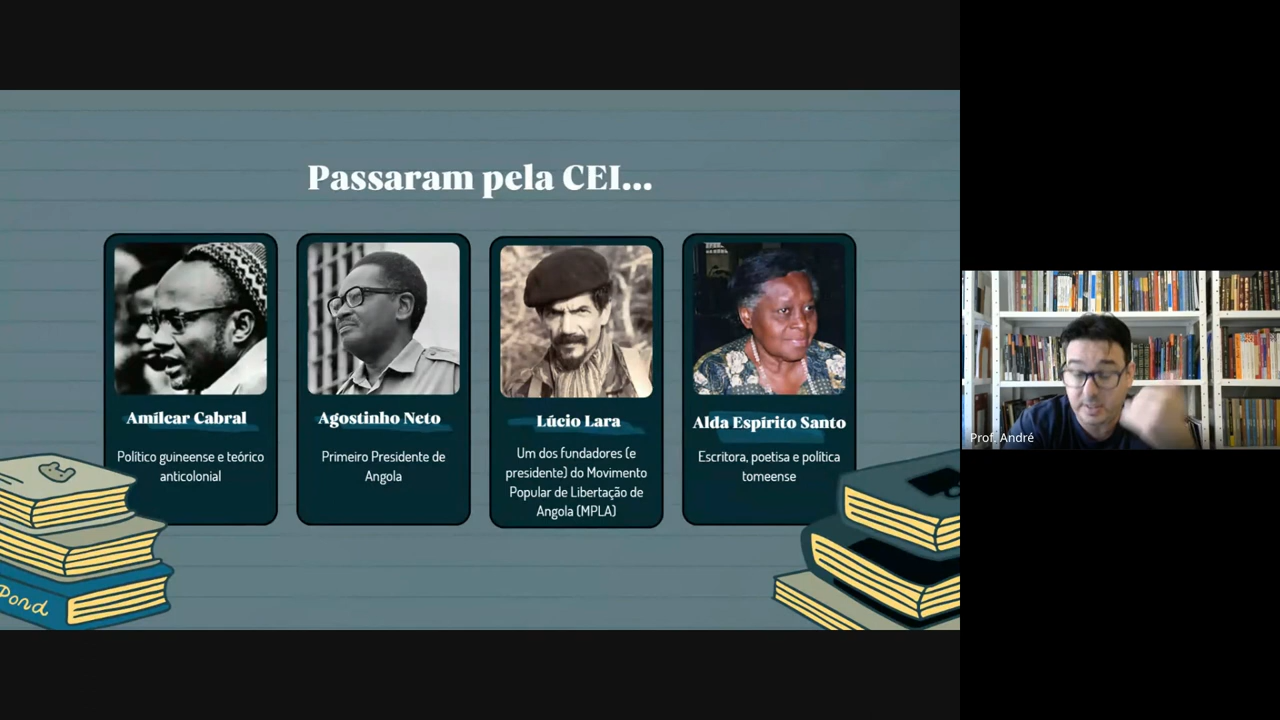 Passaram pela CEI...
Amílcar Cabral
Político guineense e teórico
anticolonial
Agostinho Neto
Primeiro Presidente de
Angola
Lúcio Lara
Um dos fundadores (e
presidente) do Movimento
Popular de Libertação de
Angola (MPLA)
Alda Espírito Santo
Escritora, poetisa e política
tomeense
Pond
Prof. André